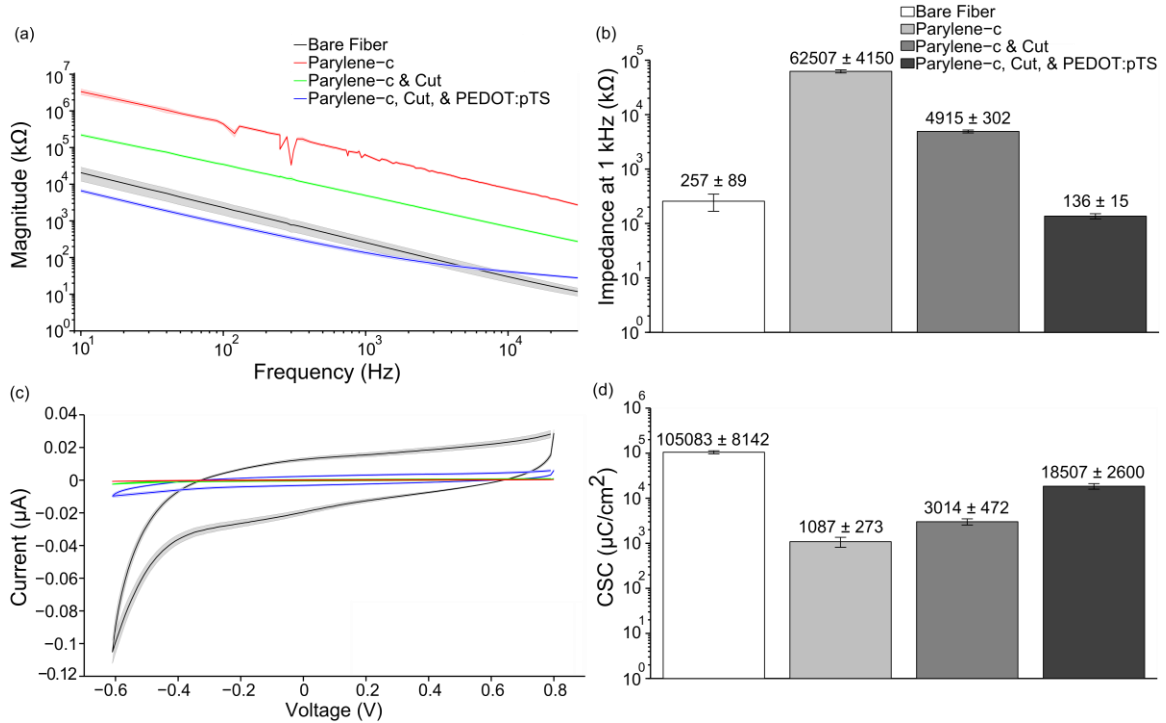 (a)
Bare Fiber
Parylene−c
Parylene−c & Cut
Parylene−c, Cut, & PEDOT:pTS
10^7
10^6
10^5
10^4
10^3
10^2
10^1
10^0
Magnitude (kΩ)
10^1
10^2
10^3
10^4
Frequency (Hz)
(b)
Bare Fiber
Parylene−c
Parylene−c & Cut
Parylene−c, Cut, & PEDOT:pTS
10^5
10^4
10^3
10^2
10^1
10^0
Impedance at 1 kHz (kΩ)
257 ± 89
62507 ± 4150
4915 ± 302
136 ± 15
(c)
0.04
0.02
0
−0.02
−0.04
−0.06
−0.08
−0.1
−0.12
Current (µA)
−0.6
−0.4
−0.2
0
0.2
0.4
0.6
0.8
Voltage (V)
(d)
10^6
10^5
10^4
10^3
10^2
10^1
10^0
CSC (µC/cm^2)
105083 ± 8142
1087 ± 273
3014 ± 472
18507 ± 2600